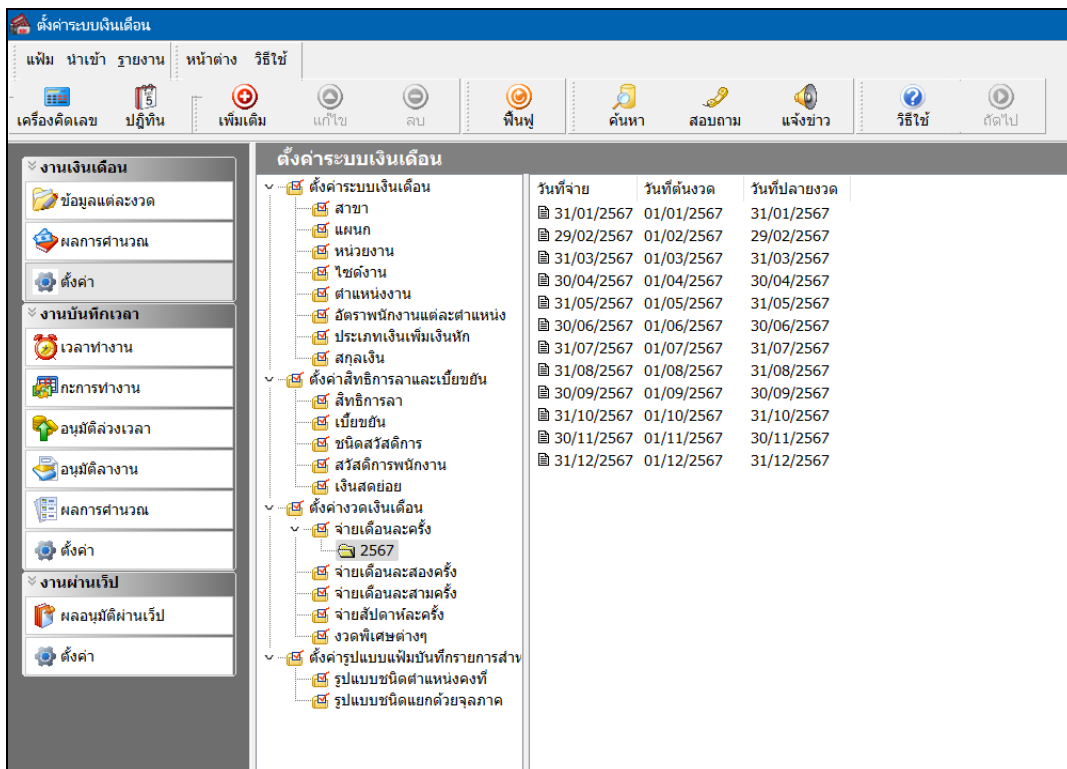 ตั้งค่าระบบเงินเดือน
แฟ้ม นำเข้า รายงาน หน้าต่าง วิธีใช้
เครื่องคิดเลข ปฏิทิน เพิ่มเติม แก้ไข ลบ ฟื้นฟู ค้นหา สอบถาม แจ้งข่าว วิธีใช้ ถัดไป
งานเงินเดือน
ข้อมูลแต่ละงวด
ผลการคำนวณ
ตั้งค่า
งานบันทึกเวลา
เวลาทำงาน
กะการทำงาน
อนุมัติล่วงเวลา
อนุมัติลางาน
ผลการคำนวณ
ตั้งค่า
งานผ่านเว็ป
ผลอนุมัติผ่านเว็ป
ตั้งค่า
ตั้งค่าระบบเงินเดือน
ตั้งค่าระบบเงินเดือน
สาขา
แผนก
หน่วยงาน
ไซด์งาน
ตำแหน่งงาน
อัตราพนักงานแต่ละตำแหน่ง
ประเภทเงินเพิ่มเงินหัก
สกุลเงิน
ตั้งค่าสิทธิการลาและเบี้ยขยัน
สิทธิการลา
เบี้ยขยัน
ชนิดสวัสดิการ
สวัสดิการพนักงาน
เงินสดย่อย
ตั้งค่างวดเงินเดือน
จ่ายเดือนละครั้ง
2567
จ่ายเดือนละสองครั้ง
จ่ายเดือนละสามครั้ง
จ่ายสัปดาห์ละครั้ง
งวดพิเศษต่างๆ
ตั้งค่ารูปแบบแฟ้มบันทึกรายการสำห
รูปแบบชนิดตำแหน่งคงที่
รูปแบบชนิดแยกด้วยจุลภาค
วันที่จ่าย วันที่ต้นงวด วันที่ปลายงวด
31/01/2567 01/01/2567 31/01/2567
29/02/2567 01/02/2567 29/02/2567
31/03/2567 01/03/2567 31/03/2567
30/04/2567 01/04/2567 30/04/2567
31/05/2567 01/05/2567 31/05/2567
30/06/2567 01/06/2567 30/06/2567
31/07/2567 01/07/2567 31/07/2567
31/08/2567 01/08/2567 31/08/2567
30/09/2567 01/09/2567 30/09/2567
31/10/2567 01/10/2567 31/10/2567
30/11/2567 01/11/2567 30/11/2567
31/12/2567 01/12/2567 31/12/2567